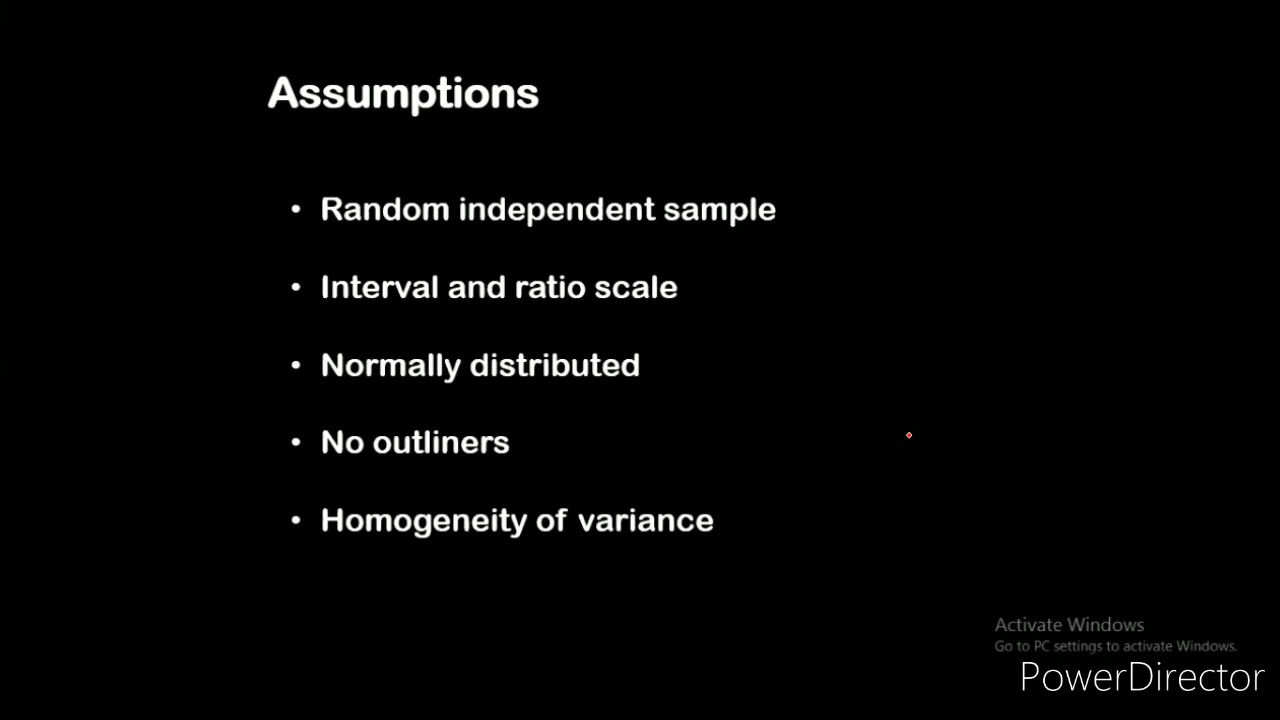 Assumptions
• Random independent sample
• Interval and ratio scale
• Normally distributed
• No outliners
• Homogeneity of variance
Activate Windows
Go to PC settings to activate Windows.
PowerDirector